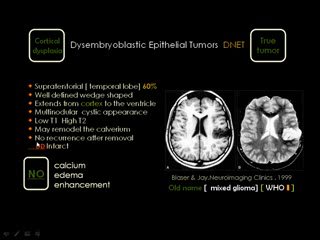 Cortical
dysplasia
Dysembryoblastic Epithelial Tumors DNET
True
tumor
Supratentorial [ temporal lobe] 60%
Well defined wedge shaped
Extends from cortex to the ventricle
Multinodular cystic appearance
Low T1 High T2
May remodel the calverium
No recurrence after removal
Infarct
NO
calcium
edema
enhancement
A
B
Blaser & Jay.Neuroimaging Clinics , 1999
Old name [ mixed glioma] [ WHO I ]